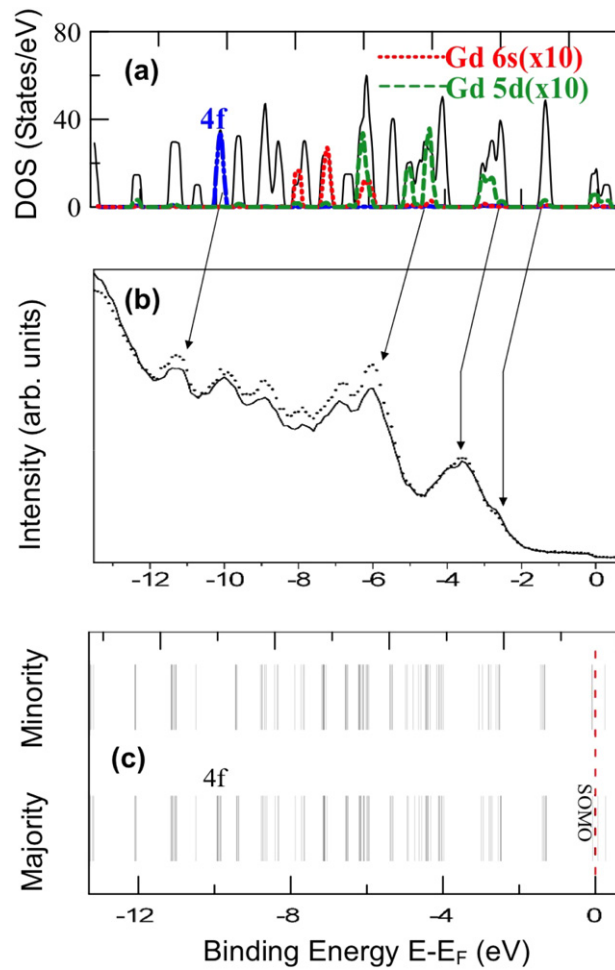 80
(a)
Gd 6s(x10)
Gd 5d(x10)
4f
40
0
DOS (States/eV)
(b)
Intensity (arb. units)
-12 -10 -8 -6 -4 -2 0
Minority
(c)
4f
Majority
SOMO
-12 -8 -4 0
Binding Energy E-E_F (eV)